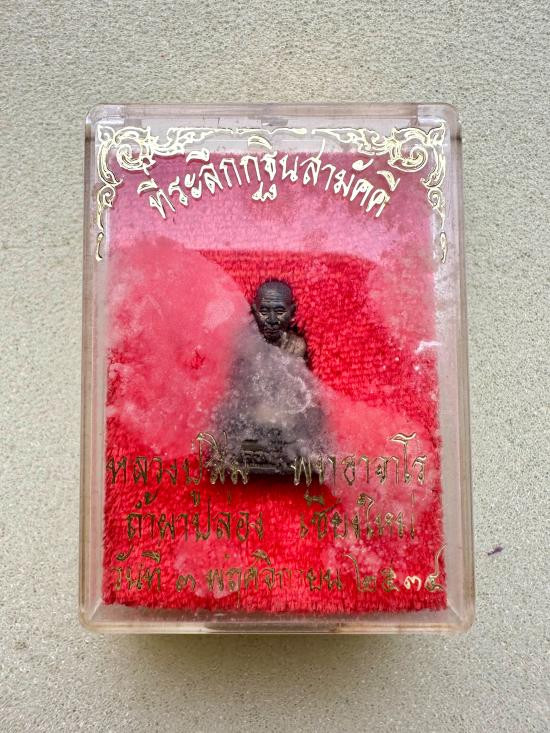 ที่ระลึกกฐินสามัคคี
หลวงปู่สิม พุทธาจาโร
ถ้ำผาปล่อง เชียงใหม่
วันที่ ๓ พฤศจิกายน ๒๕๓๔